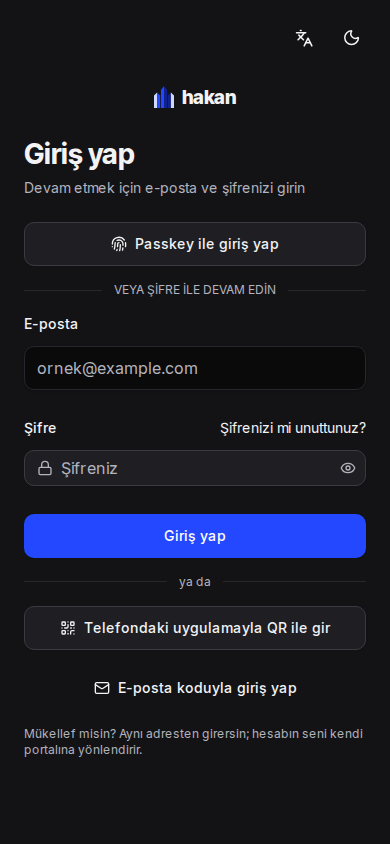 hakan
Giriş yap
Devam etmek için e-posta ve şifrenizi girin
Passkey ile giriş yap
VEYA ŞİFRE İLE DEVAM EDİN
E-posta
ornek@example.com
Şifre
Şifrenizi mi unuttunuz?
Şifreniz
Giriş yap
ya da
Telefondaki uygulamayla QR ile gir
E-posta koduyla giriş yap
Mükellef misin? Aynı adresten girersin; hesabın seni kendi
portalına yönlendirir.